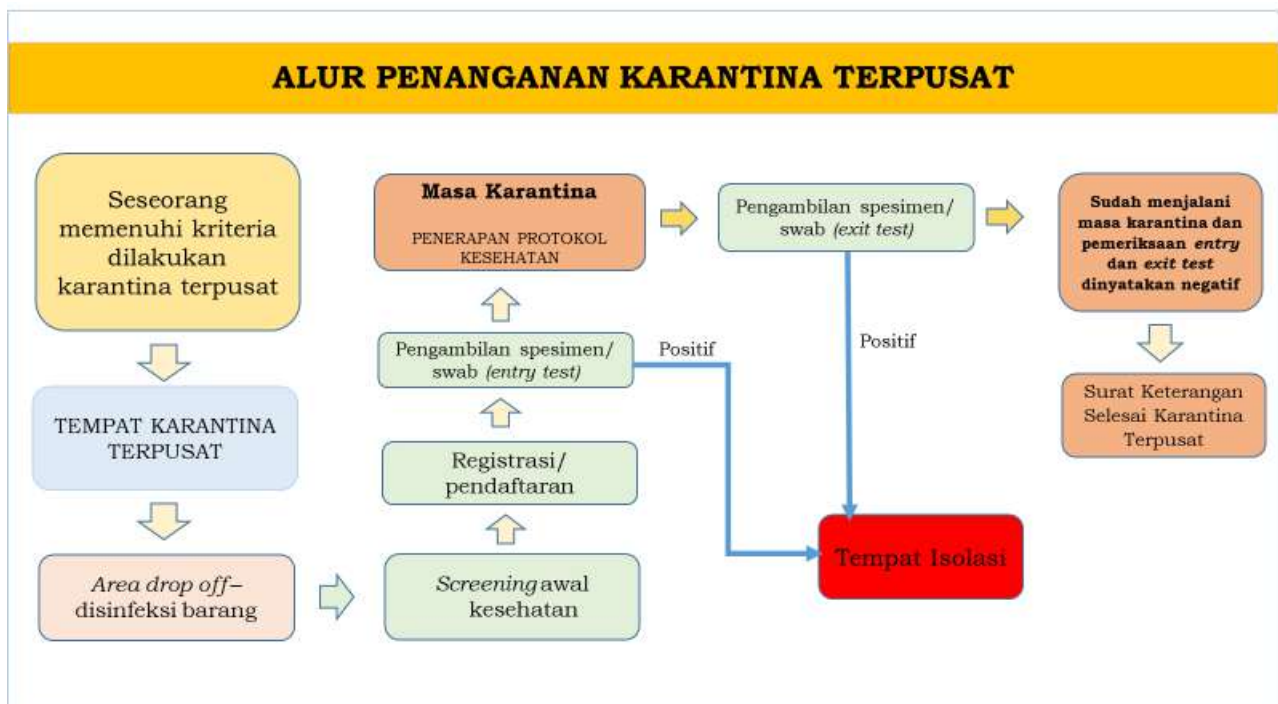 ALUR PENANGANAN KARANTINA TERPUSAT
Seseorang
memenuhi kriteria
dilakukan
karantina terpusat
TEMPAT KARANTINA
TERPUSAT
Area drop off–
disinfeksi barang
Screening awal
kesehatan
Registrasi/
pendaftaran
Pengambilan spesimen/
swab (entry test)
Positif
Masa Karantina
PENERAPAN PROTOKOL
KESEHATAN
Pengambilan spesimen/
swab (exit test)
Positif
Tempat Isolasi
Sudah menjalani
masa karantina dan
pemeriksaan entry
dan exit test
dinyatakan negatif
Surat Keterangan
Selesai Karantina
Terpusat